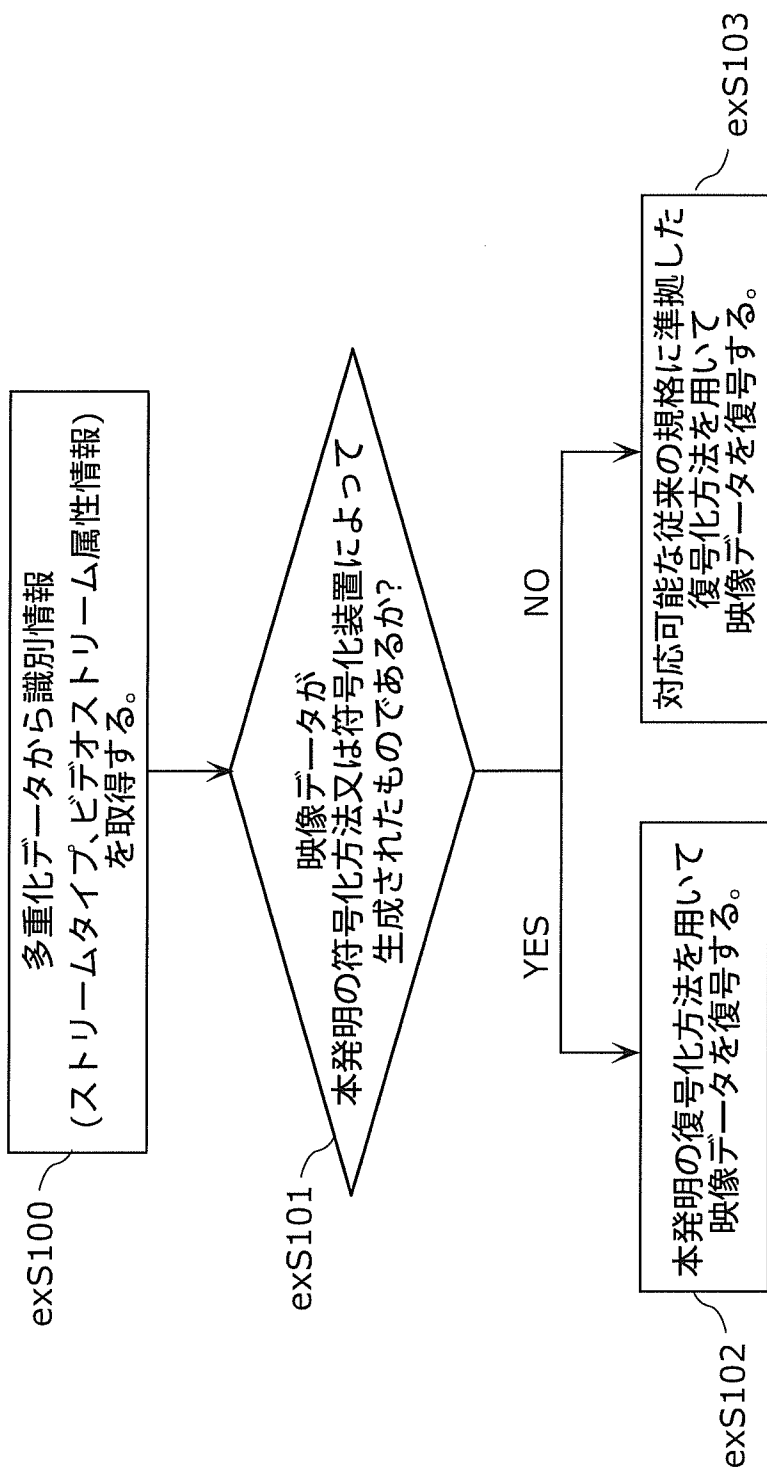 exS100
多重化データから識別情報
(ストリームタイプ、ビデオストリーム属性情報)
を取得する。
exS101
映像データが
本発明の符号化方法又は符号化装置によって
生成されたものであるか?
YES
NO
exS102
本発明の復号化方法を用いて
映像データを復号する。
exS103
対応可能な従来の規格に準拠した
復号化方法を用いて
映像データを復号する。